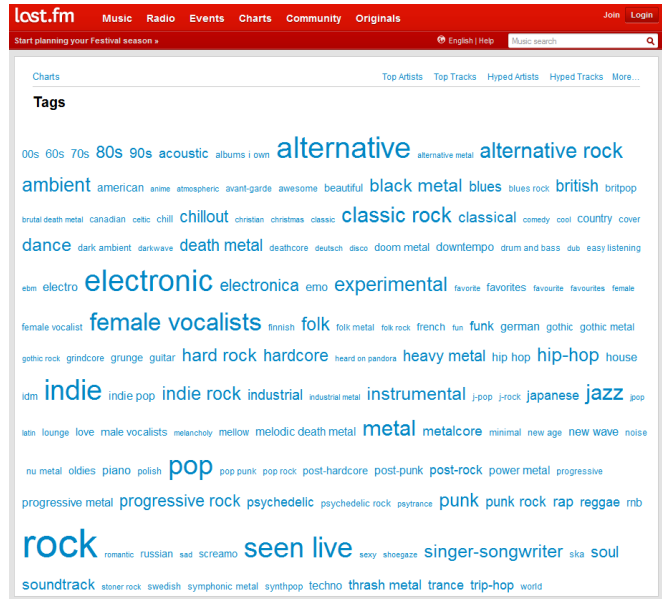 last.fm Music Radio Events Charts Community Originals Join Login
Start planning your Festival season » English | Help Music search
Charts Top Artists Top Tracks Hyped Artists Hyped Tracks More...
Tags
00s 60s 70s 80s 90s acoustic albums i own alternative alternative metal alternative rock
ambient american anime atmospheric avant-garde awesome beautiful black metal blues blues rock british britpop
brutal death metal canadian celtic chill chillout christian christmas classic classic rock classical comedy cool country cover
dance dark ambient darkwave death metal deathcore deutsch disco doom metal downtempo drum and bass dub easy listening
ebm electro electronic electronica emo experimental favorite favorites favourite favourites female
female vocalist female vocalists finnish folk folk metal folk rock french fun funk german gothic gothic metal
gothic rock grindcore grunge guitar hard rock hardcore heard on pandora heavy metal hip hop hip-hop house
idm indie indie pop indie rock industrial industrial metal instrumental j-pop j-rock japanese jazz jpop
latin lounge love male vocalists melancholy mellow melodic death metal metal metalcore minimal new age new wave noise
nu metal oldies piano polish pop pop punk pop rock post-hardcore post-punk post-rock power metal progressive
progressive metal progressive rock psychedelic psychedelic rock psytrance punk punk rock rap reggae rnb
rock romantic russian sad screamo seen live sexy shoegaze singer-songwriter ska soul
soundtrack stoner rock swedish symphonic metal synthpop techno thrash metal trance trip-hop world